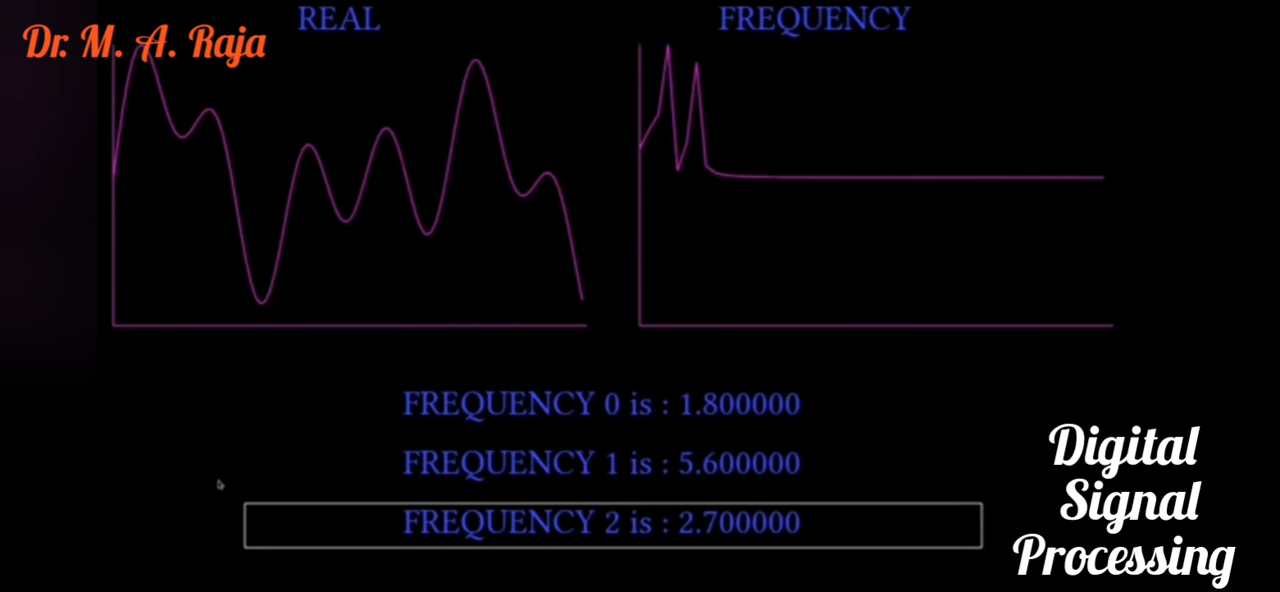 REAL
FREQUENCY
Dr. M. A. Raja
FREQUENCY 0 is : 1.800000
FREQUENCY 1 is : 5.600000
FREQUENCY 2 is : 2.700000
Digital
Signal
Processing